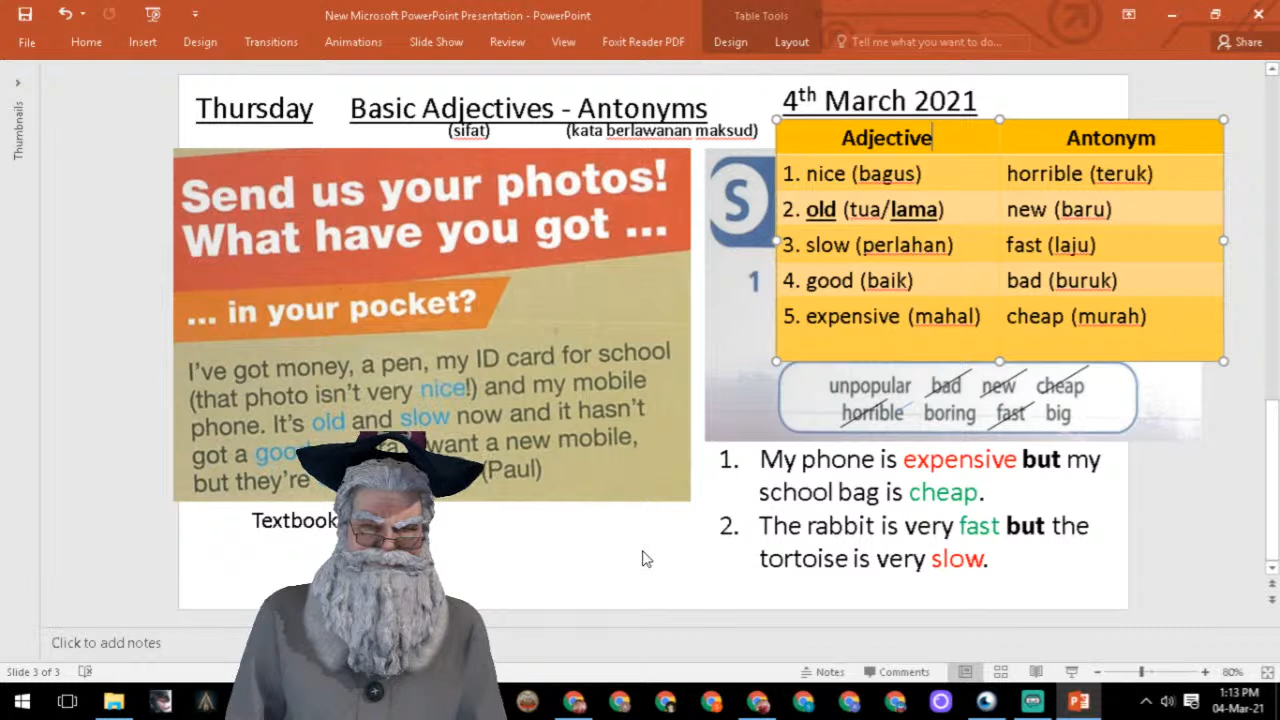 New Microsoft PowerPoint Presentation - PowerPoint
Table Tools
File Home Insert Design Transitions Animations Slide Show Review View Foxit Reader PDF Design Layout Tell me what you want to do... Share
Thumbnails
Thursday Basic Adjectives - Antonyms 4th March 2021
(sifat) (kata berlawanan maksud)
Send us your photos!
What have you got ...
... in your pocket?
I've got money, a pen, my ID card for school
(that photo isn't very nice!) and my mobile
phone. It's old and slow now and it hasn't
got a want a new mobile,
but they're (Paul)
Textbook
S
1
Adjective Antonym
1. nice (bagus) horrible (teruk)
2. old (tua/lama) new (baru)
3. slow (perlahan) fast (laju)
4. good (baik) bad (buruk)
5. expensive (mahal) cheap (murah)
unpopular bad new cheap
horrible boring fast big
1. My phone is expensive but my
school bag is cheap.
2. The rabbit is very fast but the
tortoise is very slow.
Click to add notes
Slide 3 of 3 Notes Comments 80%
1:13 PM
04-Mar-21